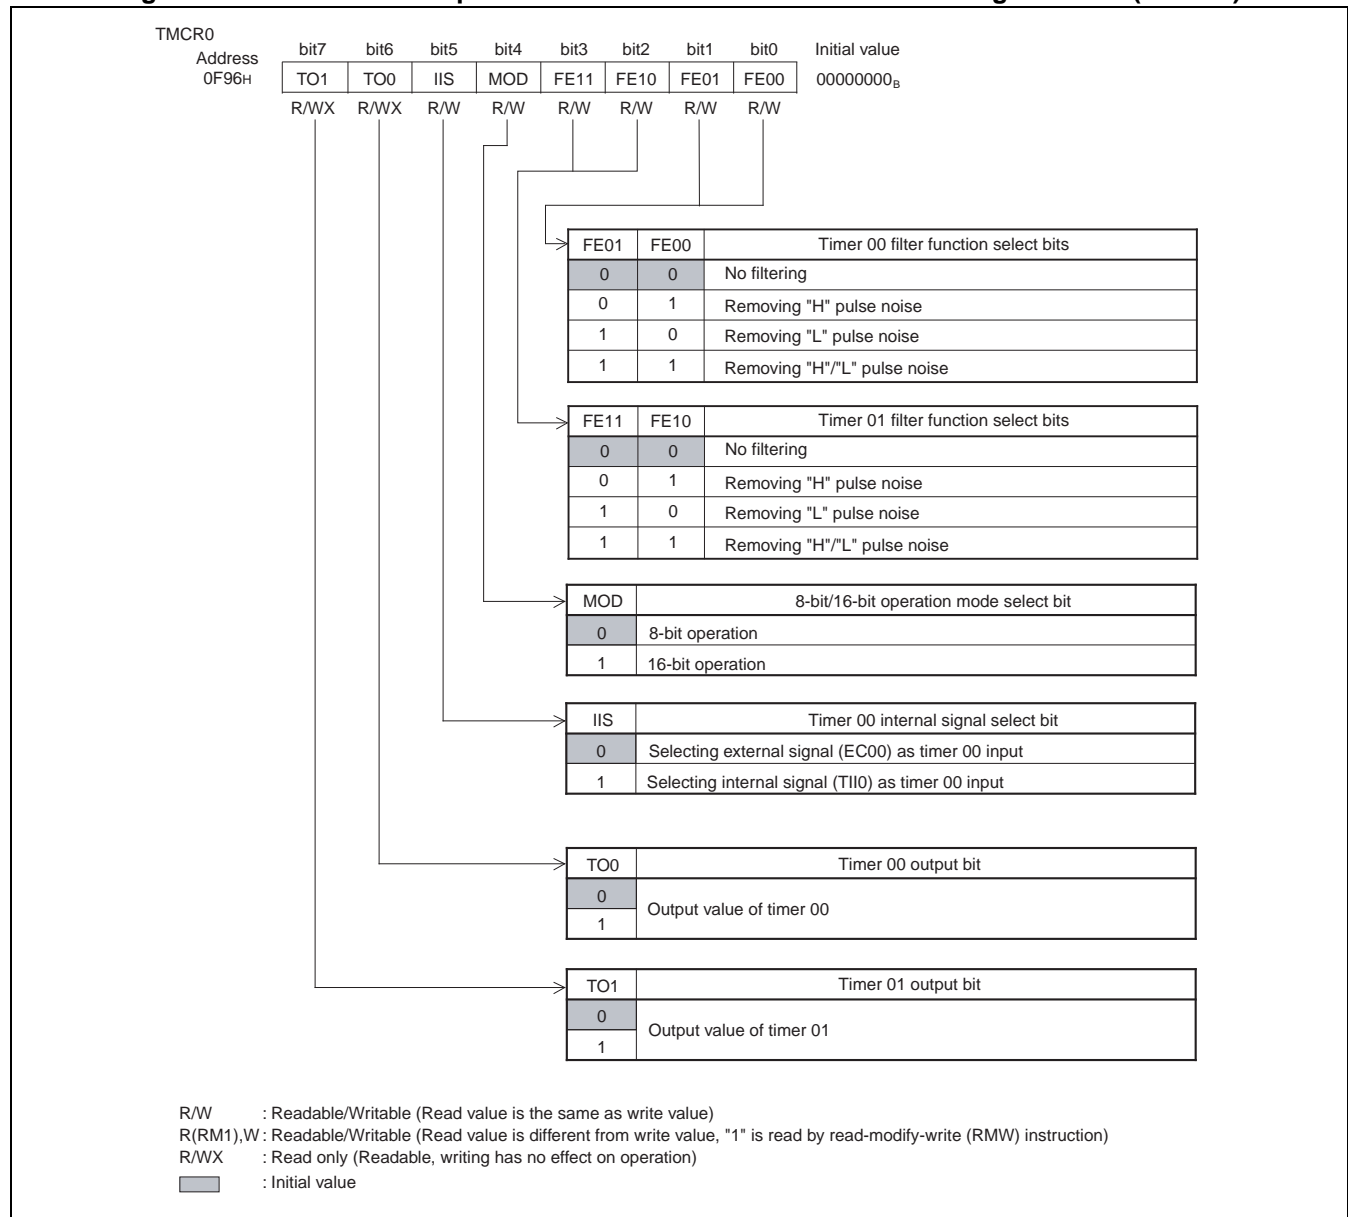 TMCR0
Address bit7 bit6 bit5 bit4 bit3 bit2 bit1 bit0 Initial value
0F96H TO1 TO0 IIS MOD FE11 FE10 FE01 FE00 00000000B
R/WX R/WX R/W R/W R/W R/W R/W R/W
FE01 FE00 Timer 00 filter function select bits
0 0 No filtering
0 1 Removing "H" pulse noise
1 0 Removing "L" pulse noise
1 1 Removing "H"/"L" pulse noise
FE11 FE10 Timer 01 filter function select bits
0 0 No filtering
0 1 Removing "H" pulse noise
1 0 Removing "L" pulse noise
1 1 Removing "H"/"L" pulse noise
MOD 8-bit/16-bit operation mode select bit
0 8-bit operation
1 16-bit operation
IIS Timer 00 internal signal select bit
0 Selecting external signal (EC00) as timer 00 input
1 Selecting internal signal (TII0) as timer 00 input
TO0 Timer 00 output bit
0
Output value of timer 00
1
TO1 Timer 01 output bit
0
Output value of timer 01
1
R/W : Readable/Writable (Read value is the same as write value)
R(RM1),W : Readable/Writable (Read value is different from write value, "1" is read by read-modify-write (RMW) instruction)
R/WX : Read only (Readable, writing has no effect on operation)
: Initial value